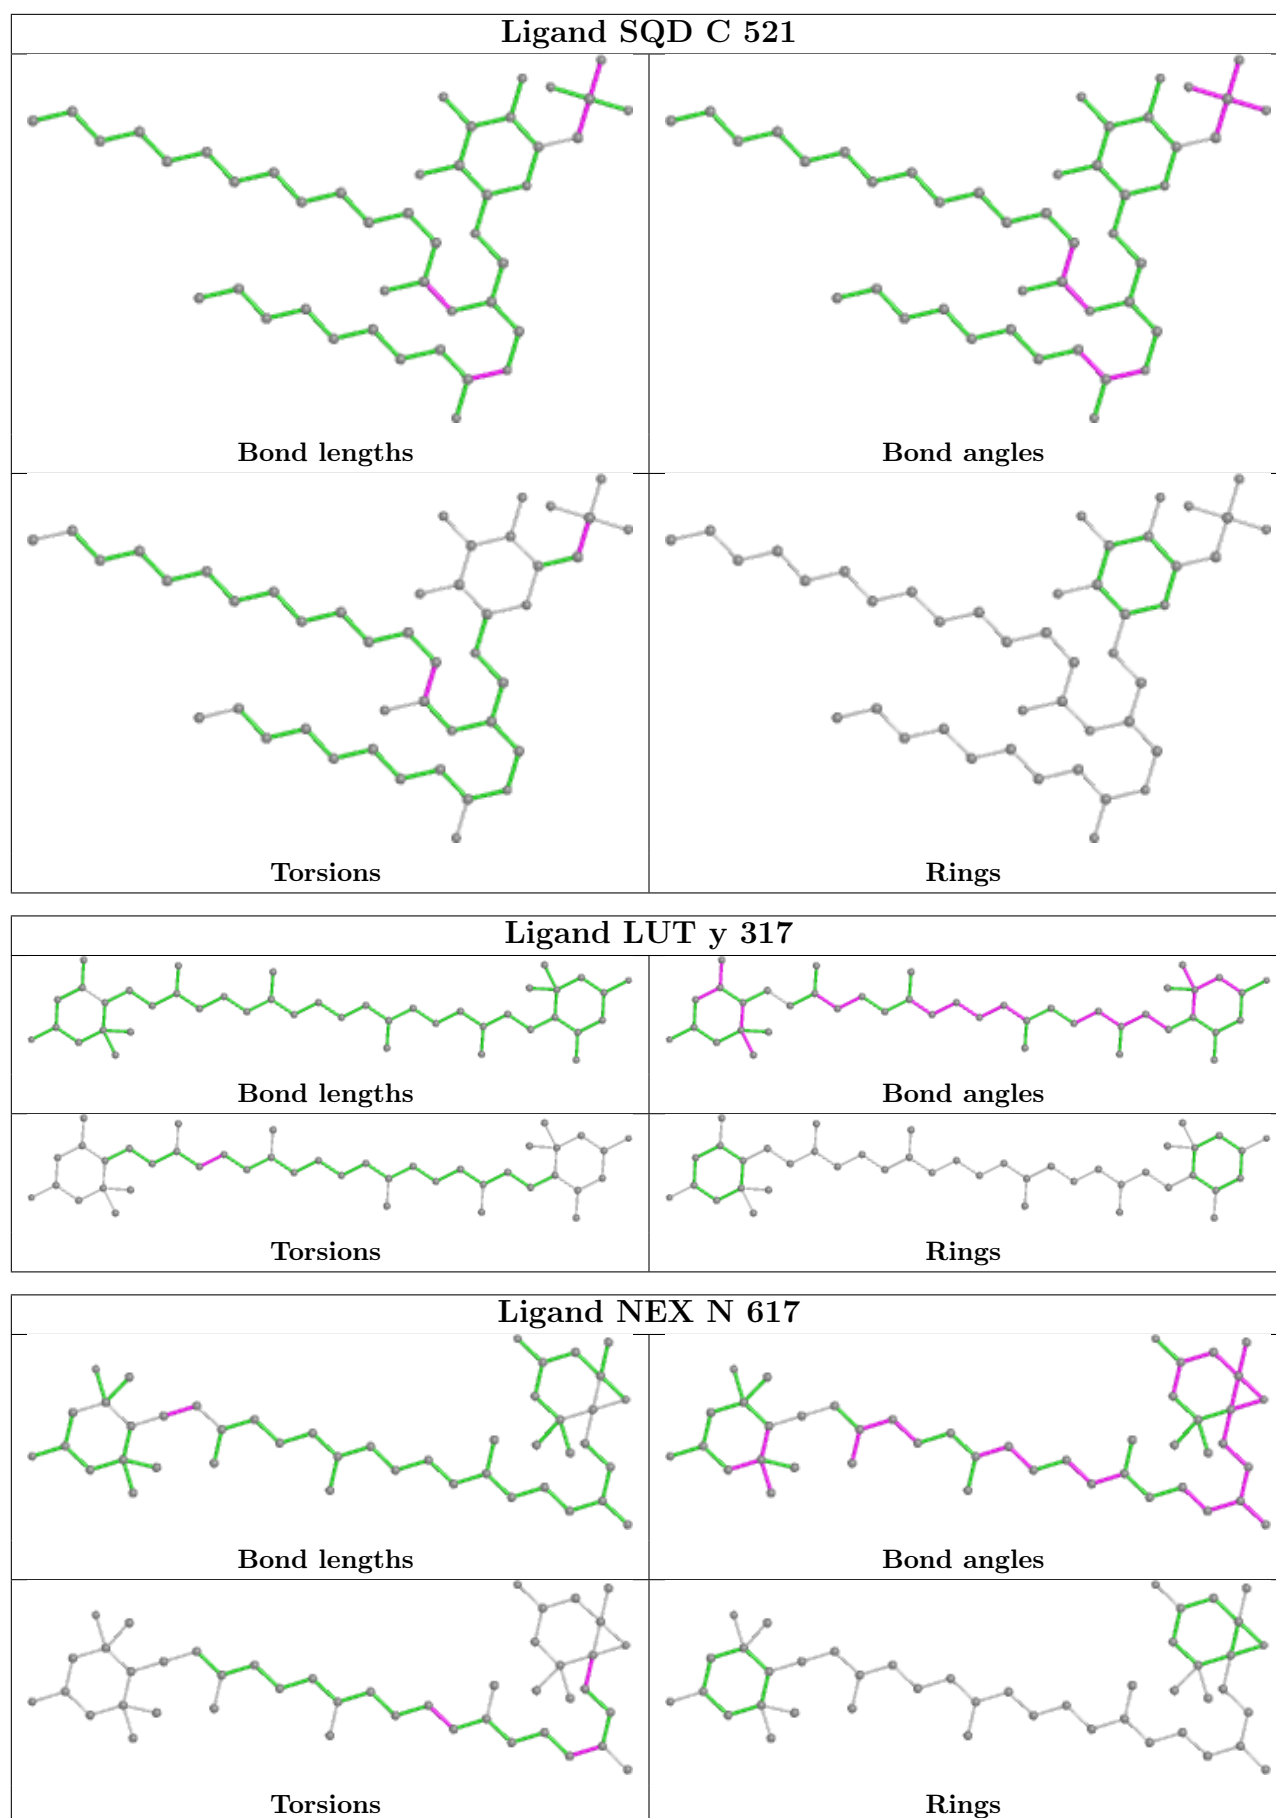 Ligand SQD C 521
Bond lengths
Bond angles
Torsions
Rings
Ligand LUT y 317
Bond lengths
Bond angles
Torsions
Rings
Ligand NEX N 617
Bond lengths
Bond angles
Torsions
Rings